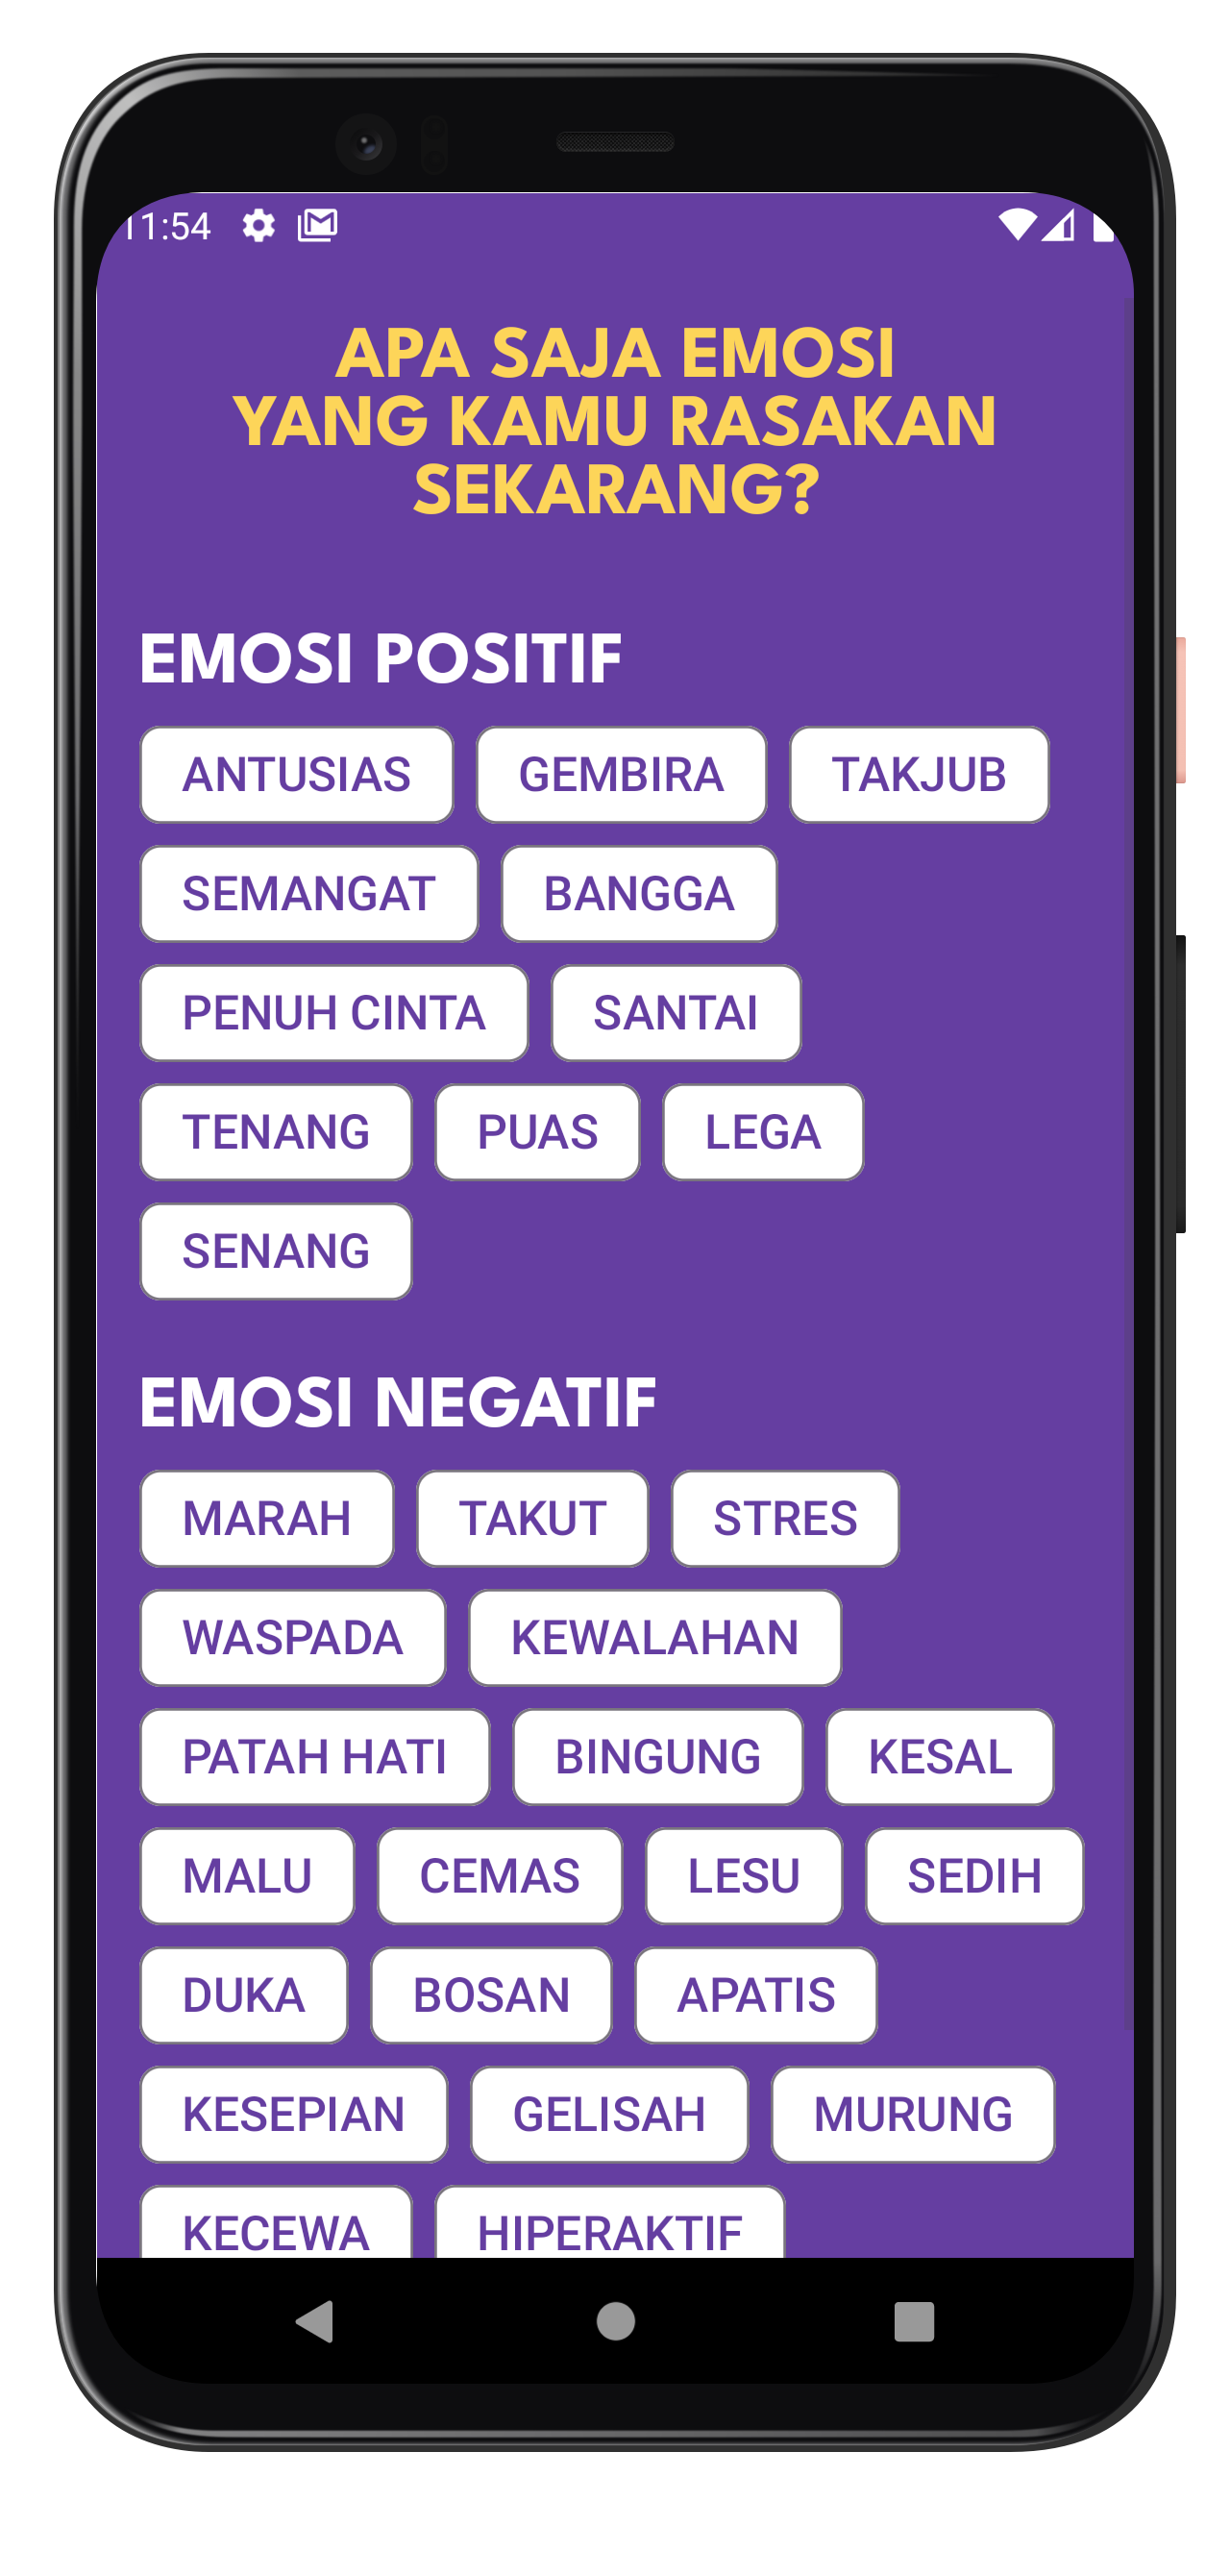 11:54
APA SAJA EMOSI
YANG KAMU RASAKAN
SEKARANG?
EMOSI POSITIF
ANTUSIAS GEMBIRA TAKJUB
SEMANGAT BANGGA
PENUH CINTA SANTAI
TENANG PUAS LEGA
SENANG
EMOSI NEGATIF
MARAH TAKUT STRES
WASPADA KEWALAHAN
PATAH HATI BINGUNG KESAL
MALU CEMAS LESU SEDIH
DUKA BOSAN APATIS
KESEPIAN GELISAH MURUNG
KECEWA HIPERAKTIF